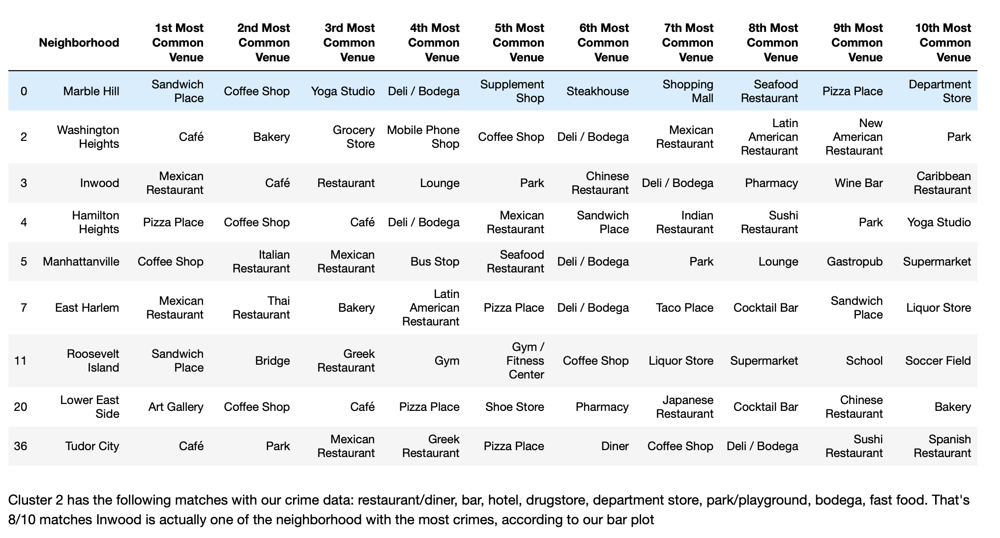 Neighborhood 1st Most Common Venue 2nd Most Common Venue 3rd Most Common Venue 4th Most Common Venue 5th Most Common Venue 6th Most Common Venue 7th Most Common Venue 8th Most Common Venue 9th Most Common Venue 10th Most Common Venue
0 Marble Hill Sandwich Place Coffee Shop Yoga Studio Deli / Bodega Supplement Shop Steakhouse Shopping Mall Seafood Restaurant Pizza Place Department Store
2 Washington Heights Café Bakery Grocery Store Mobile Phone Shop Coffee Shop Deli / Bodega Mexican Restaurant Latin American Restaurant New American Restaurant Park
3 Inwood Mexican Restaurant Café Restaurant Lounge Park Chinese Restaurant Deli / Bodega Pharmacy Wine Bar Caribbean Restaurant
4 Hamilton Heights Pizza Place Coffee Shop Café Deli / Bodega Mexican Restaurant Sandwich Place Indian Restaurant Sushi Restaurant Park Yoga Studio
5 Manhattanville Coffee Shop Italian Restaurant Mexican Restaurant Bus Stop Seafood Restaurant Deli / Bodega Park Lounge Gastropub Supermarket
7 East Harlem Mexican Restaurant Thai Restaurant Bakery Latin American Restaurant Pizza Place Deli / Bodega Taco Place Cocktail Bar Sandwich Place Liquor Store
11 Roosevelt Island Sandwich Place Bridge Greek Restaurant Gym Gym / Fitness Center Coffee Shop Liquor Store Supermarket School Soccer Field
20 Lower East Side Art Gallery Coffee Shop Café Pizza Place Shoe Store Pharmacy Japanese Restaurant Cocktail Bar Chinese Restaurant Bakery
36 Tudor City Café Park Mexican Restaurant Greek Restaurant Pizza Place Diner Coffee Shop Deli / Bodega Sushi Restaurant Spanish Restaurant
Cluster 2 has the following matches with our crime data: restaurant/diner, bar, hotel, drugstore, department store, park/playground, bodega, fast food. That's
8/10 matches Inwood is actually one of the neighborhood with the most crimes, according to our bar plot